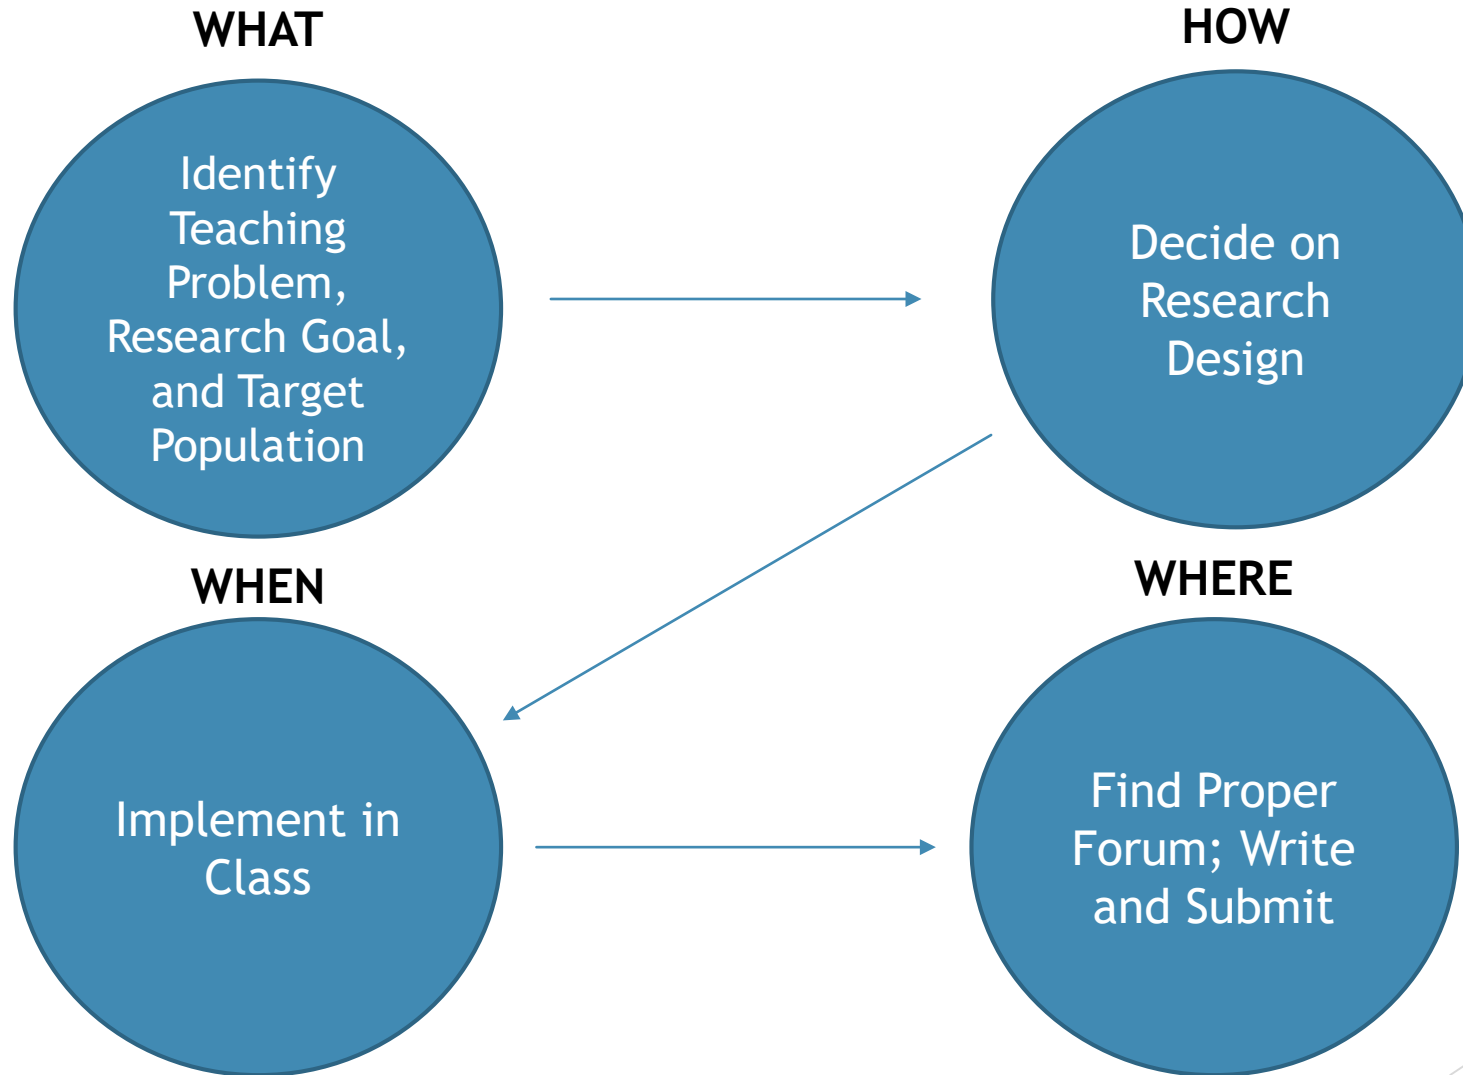 WHAT
Identify
Teaching
Problem,
Research Goal,
and Target
Population
HOW
Decide on
Research
Design
WHEN
Implement in
Class
WHERE
Find Proper
Forum; Write
and Submit